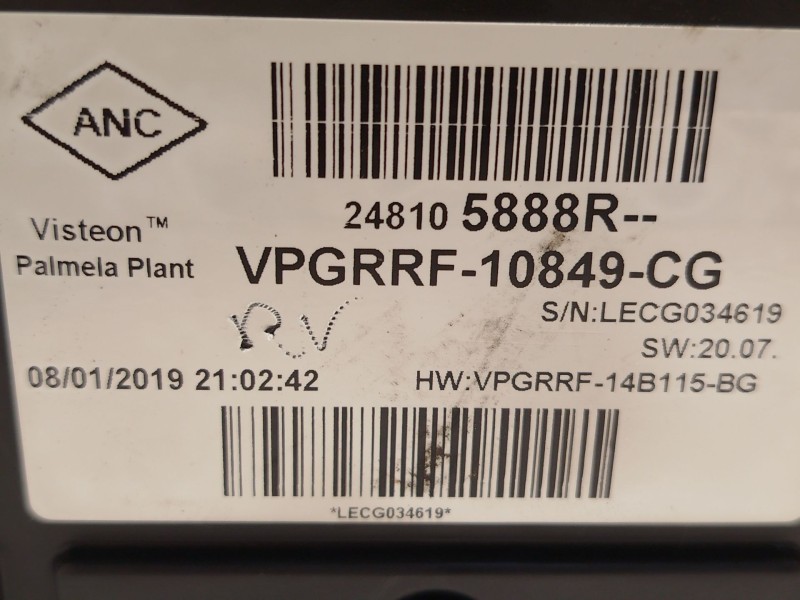 ANC
24810 5888R--
Visteon™
Palmela Plant
VPGRRF-10849-CG
S/N:LECG034619
RV
SW:20.07.
08/01/2019 21:02:42
HW:VPGRRF-14B115-BG
*LECG034619*